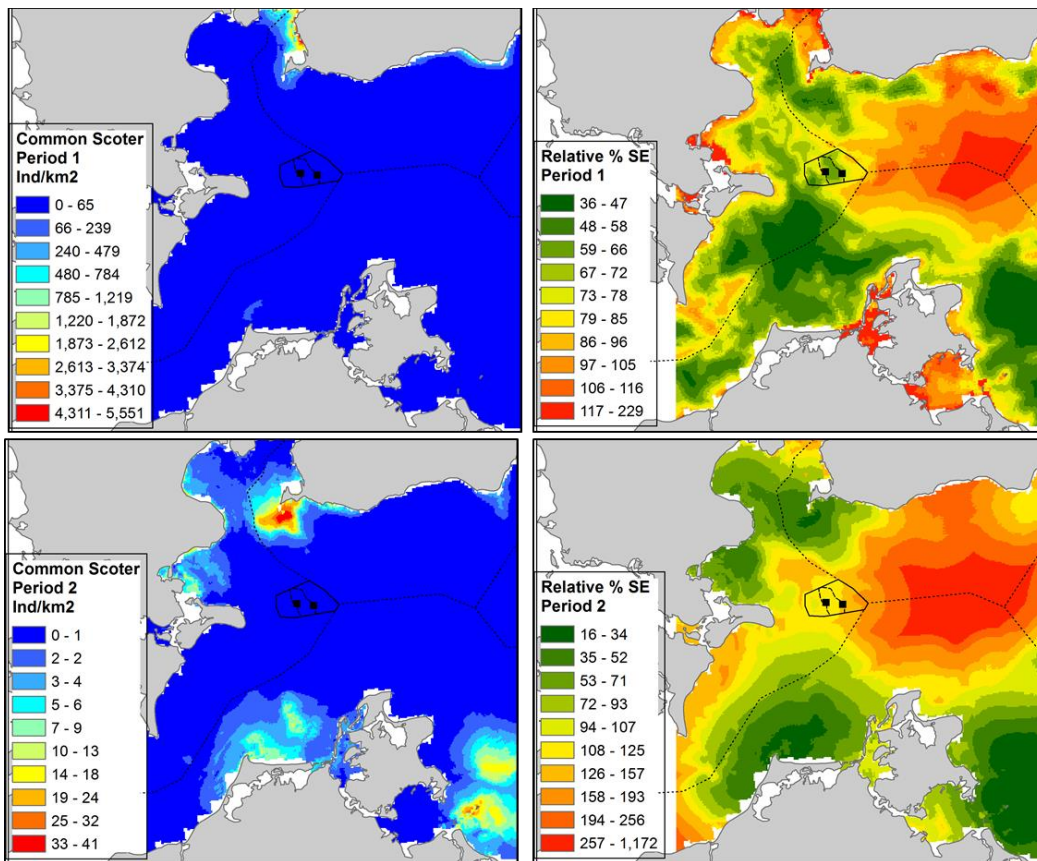 Common Scoter
Period 1
Ind/km2
0 - 65
66 - 239
240 - 479
480 - 784
785 - 1,219
1,220 - 1,872
1,873 - 2,612
2,613 - 3,374
3,375 - 4,310
4,311 - 5,551
Relative % SE
Period 1
36 - 47
48 - 58
59 - 66
67 - 72
73 - 78
79 - 85
86 - 96
97 - 105
106 - 116
117 - 229
Common Scoter
Period 2
Ind/km2
0 - 1
2 - 2
3 - 4
5 - 6
7 - 9
10 - 13
14 - 18
19 - 24
25 - 32
33 - 41
Relative % SE
Period 2
16 - 34
35 - 52
53 - 71
72 - 93
94 - 107
108 - 125
126 - 157
158 - 193
194 - 256
257 - 1,172